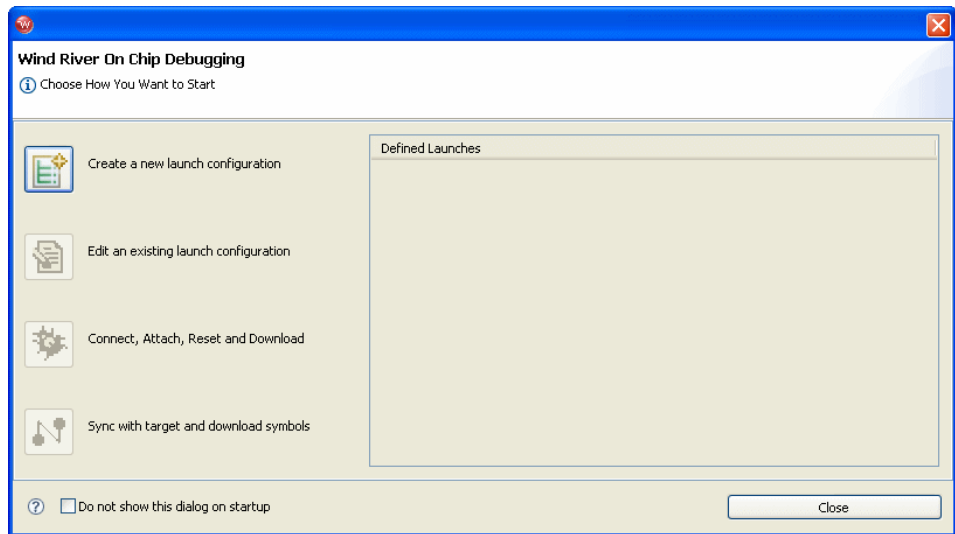 Wind River On Chip Debugging
Choose How You Want to Start
Create a new launch configuration
Defined Launches
Edit an existing launch configuration
Connect, Attach, Reset and Download
Sync with target and download symbols
Do not show this dialog on startup
Close